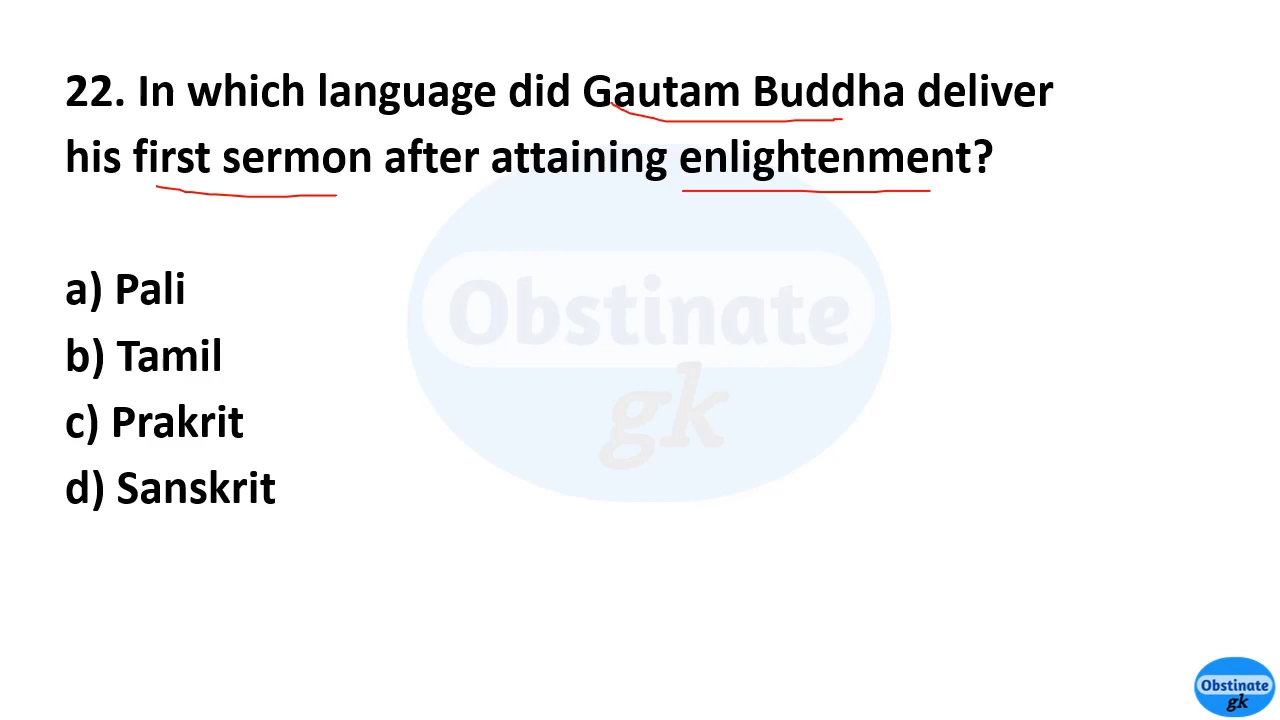 22. In which language did Gautam Buddha deliver
his first sermon after attaining enlightenment?
a) Pali
b) Tamil
c) Prakrit
d) Sanskrit
Obstinate
gk
Obstinate
gk